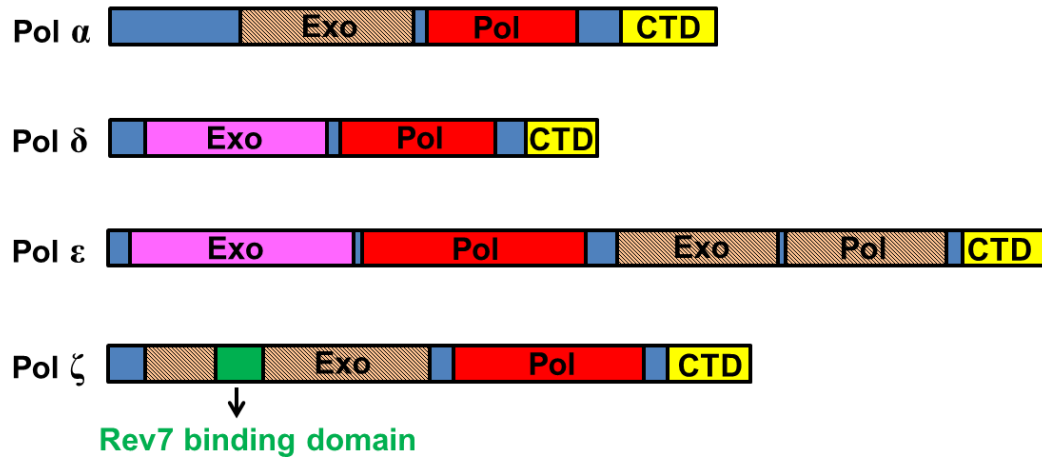 Pol α Exo Pol CTD
Pol δ Exo Pol CTD
Pol ε Exo Pol Exo Pol CTD
Pol ζ Exo Pol CTD
Rev7 binding domain